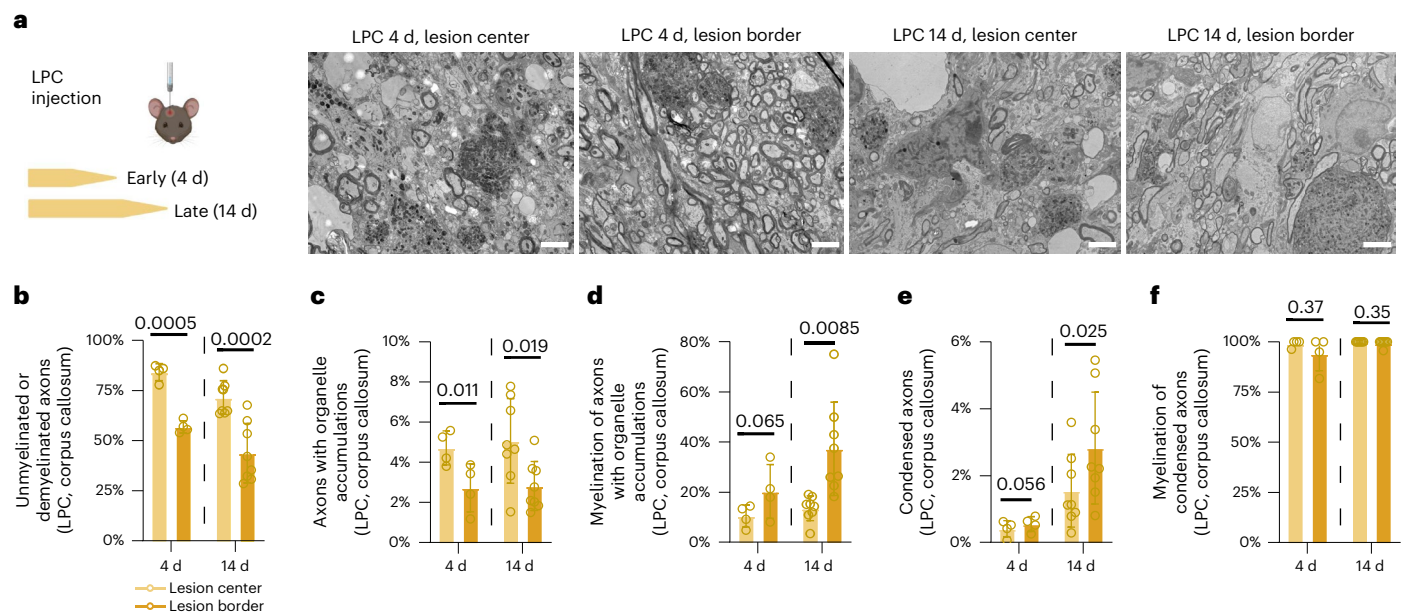 a
LPC
injection
Early (4 d)
Late (14 d)
LPC 4 d, lesion center
LPC 4 d, lesion border
LPC 14 d, lesion center
LPC 14 d, lesion border
b
Unmyelinated or
demyelinated axons
(LPC, corpus callosum)
100%
75%
50%
25%
0%
0.0005
0.0002
4 d
14 d
Lesion center
Lesion border
c
Axons with organelle
accumulations
(LPC, corpus callosum)
10%
8%
6%
4%
2%
0%
0.011
0.019
4 d
14 d
d
Myelination of axons
with organelle
accumulations
(LPC, corpus callosum)
80%
60%
40%
20%
0%
0.065
0.0085
4 d
14 d
e
Condensed axons
(LPC, corpus callosum)
6%
4%
2%
0%
0.056
0.025
4 d
14 d
f
Myelination of
condensed axons
(LPC, corpus callosum)
100%
75%
50%
25%
0%
0.37
0.35
4 d
14 d